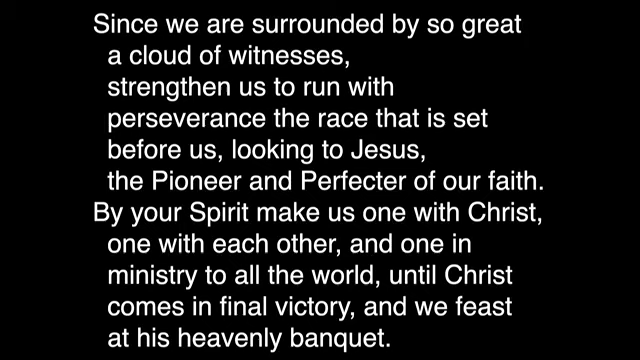 Since we are surrounded by so great
a cloud of witnesses,
strengthen us to run with
perseverance the race that is set
before us, looking to Jesus,
the Pioneer and Perfecter of our faith.
By your Spirit make us one with Christ,
one with each other, and one in
ministry to all the world, until Christ
comes in final victory, and we feast
at his heavenly banquet.